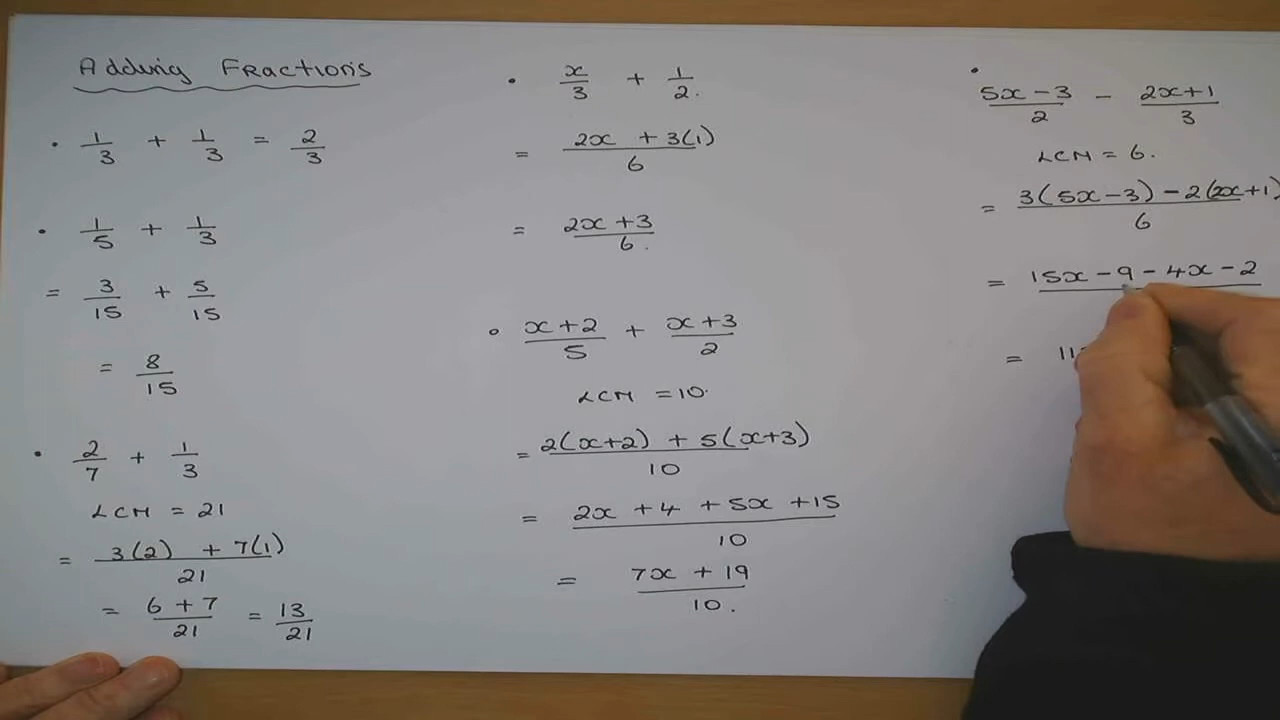 Adding Fractions
• 1/3 + 1/3 = 2/3
• 1/5 + 1/3
= 3/15 + 5/15
= 8/15
• 2/7 + 1/3
LCM = 21
= 3(2) + 7(1) / 21
= 6 + 7 / 21 = 13/21
• x/3 + 1/2.
= 2x + 3(1) / 6
= 2x + 3 / 6.
• x+2 / 5 + x+3 / 2
LCM = 10.
= 2(x+2) + 5(x+3) / 10
= 2x + 4 + 5x + 15 / 10
= 7x + 19 / 10.
• 5x - 3 / 2 - 2x+1 / 3
LCM = 6.
= 3(5x-3) - 2(2x+1) / 6
= 15x - 9 - 4x - 2
= 11